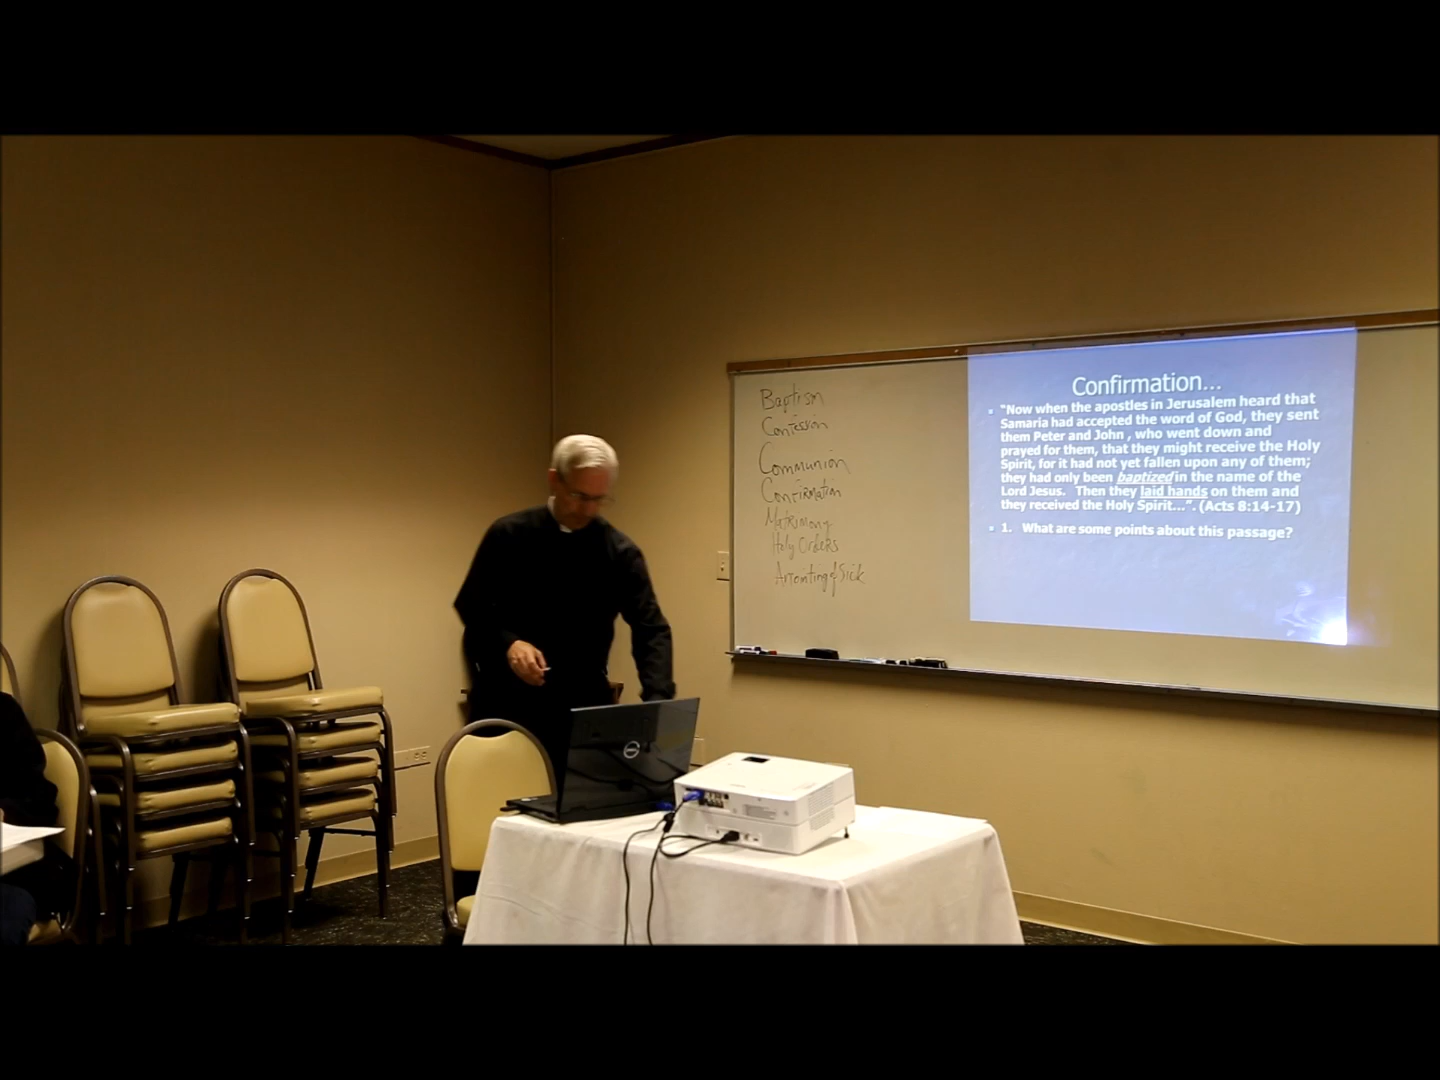 Baptism
Confession
Communion
Confirmation
Matrimony
Holy Orders
Anointing of Sick
Confirmation...
"Now when the apostles in Jerusalem heard that
Samaria had accepted the word of God, they sent
them Peter and John , who went down and
prayed for them, that they might receive the Holy
Spirit, for it had not yet fallen upon any of them;
they had only been baptized in the name of the
Lord Jesus. Then they laid hands on them and
they received the Holy Spirit...". (Acts 8:14-17)
1. What are some points about this passage?
DELL